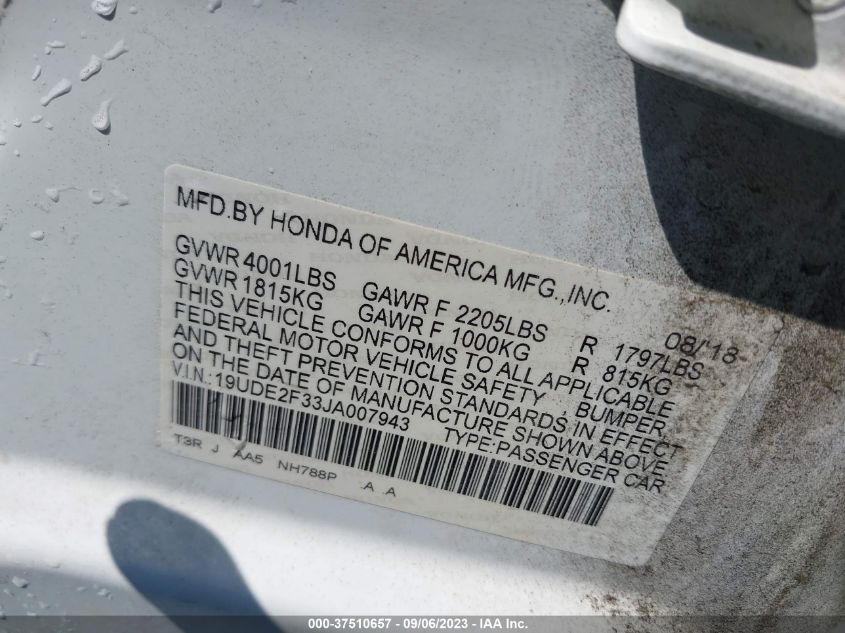 MFD.BY HONDA OF AMERICA MFG.,INC. 08/'18
GVWR 4001LBS GAWR F 2205LBS R 1797LBS
GVWR 1815KG GAWR F 1000KG R 815KG
THIS VEHICLE CONFORMS TO ALL APPLICABLE
FEDERAL MOTOR VEHICLE SAFETY , BUMPER,
AND THEFT PREVENTION STANDARDS IN EFFECT
ON THE DATE OF MANUFACTURE SHOWN ABOVE
V.I.N.:19UDE2F33JA007943 TYPE:PASSENGER CAR
T3R J AA5 NH788P A A
000-37510657 - 09/06/2023 - IAA Inc.